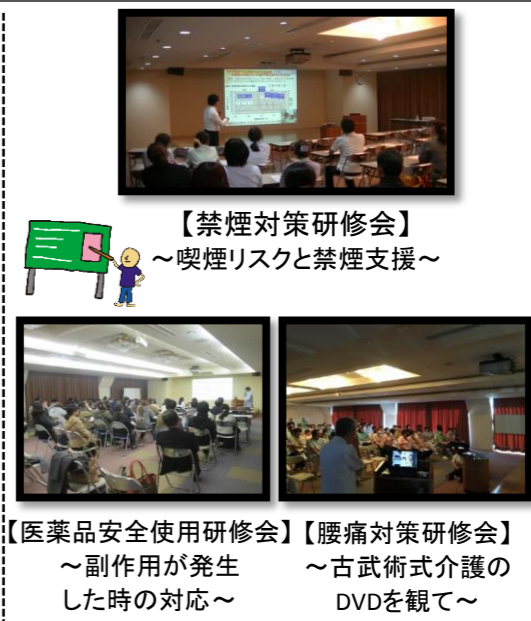 【禁煙対策研修会】
～喫煙リスクと禁煙支援～
【医薬品安全使用研修会】
～副作用が発生
した時の対応～
【腰痛対策研修会】
～古武術式介護の
DVDを観て～